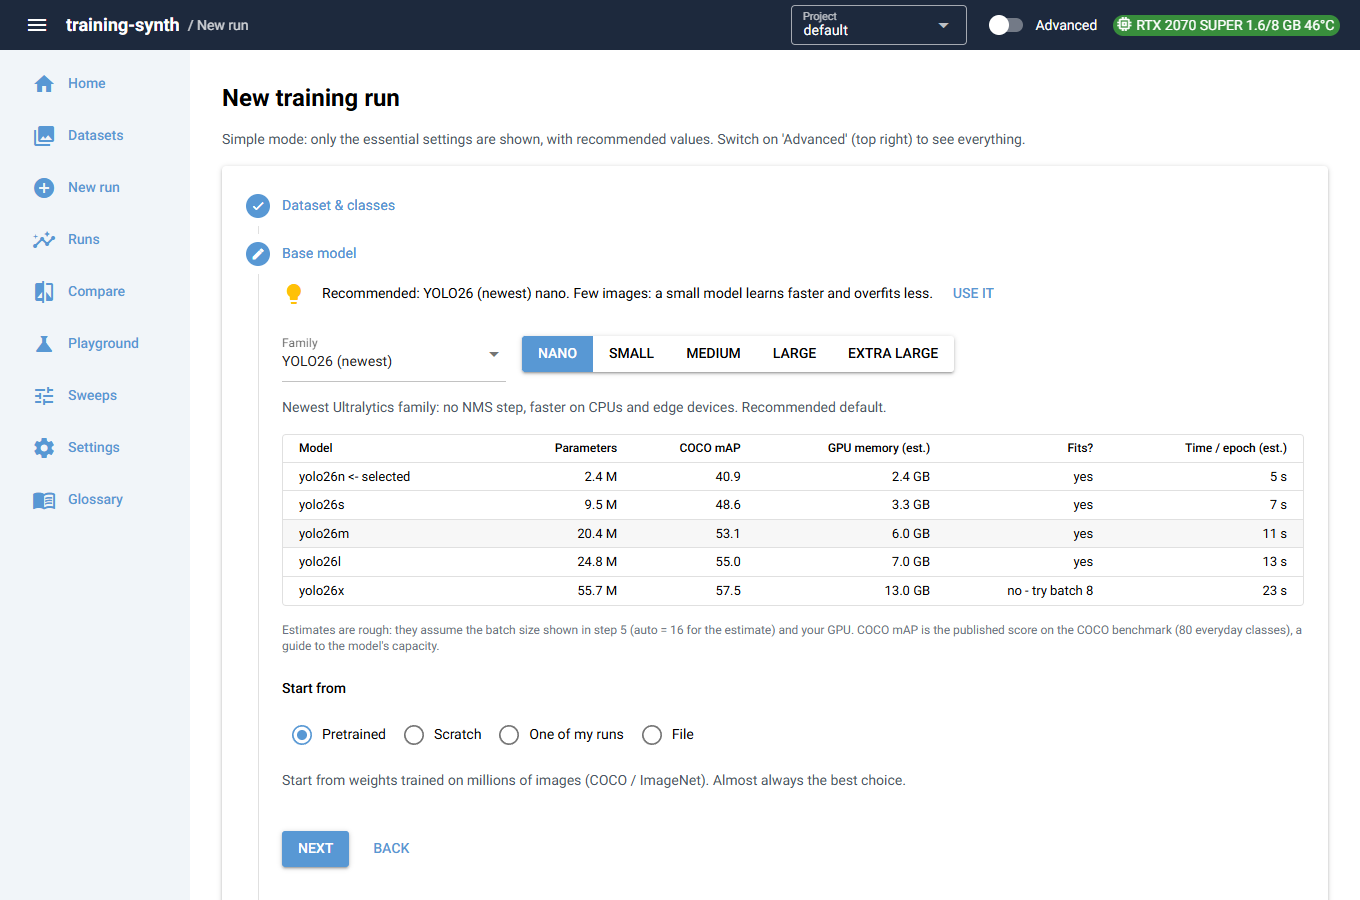 training-synth / New run
Project
default
Advanced
RTX 2070 SUPER 1.6/8 GB 46°C
Home
Datasets
New run
Runs
Compare
Playground
Sweeps
Settings
Glossary
New training run
Simple mode: only the essential settings are shown, with recommended values. Switch on 'Advanced' (top right) to see everything.
Dataset & classes
Base model
Recommended: YOLO26 (newest) nano. Few images: a small model learns faster and overfits less. USE IT
Family
YOLO26 (newest)
NANO SMALL MEDIUM LARGE EXTRA LARGE
Newest Ultralytics family: no NMS step, faster on CPUs and edge devices. Recommended default.
Model Parameters COCO mAP GPU memory (est.) Fits? Time / epoch (est.)
yolo26n <- selected 2.4 M 40.9 2.4 GB yes 5 s
yolo26s 9.5 M 48.6 3.3 GB yes 7 s
yolo26m 20.4 M 53.1 6.0 GB yes 11 s
yolo26l 24.8 M 55.0 7.0 GB yes 13 s
yolo26x 55.7 M 57.5 13.0 GB no - try batch 8 23 s
Estimates are rough: they assume the batch size shown in step 5 (auto = 16 for the estimate) and your GPU. COCO mAP is the published score on the COCO benchmark (80 everyday classes), a
guide to the model's capacity.
Start from
Pretrained Scratch One of my runs File
Start from weights trained on millions of images (COCO / ImageNet). Almost always the best choice.
NEXT BACK